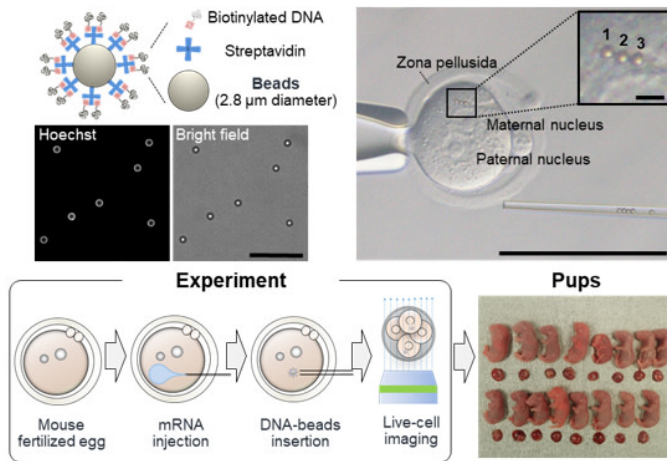 Biotinylated DNA
Streptavidin
Beads
(2.8 µm diameter)
Hoechst
Bright field
1 2 3
Zona pellusida
Maternal nucleus
Paternal nucleus
Experiment
Pups
Mouse
fertilized egg
mRNA
injection
DNA-beads
insertion
Live-cell
imaging